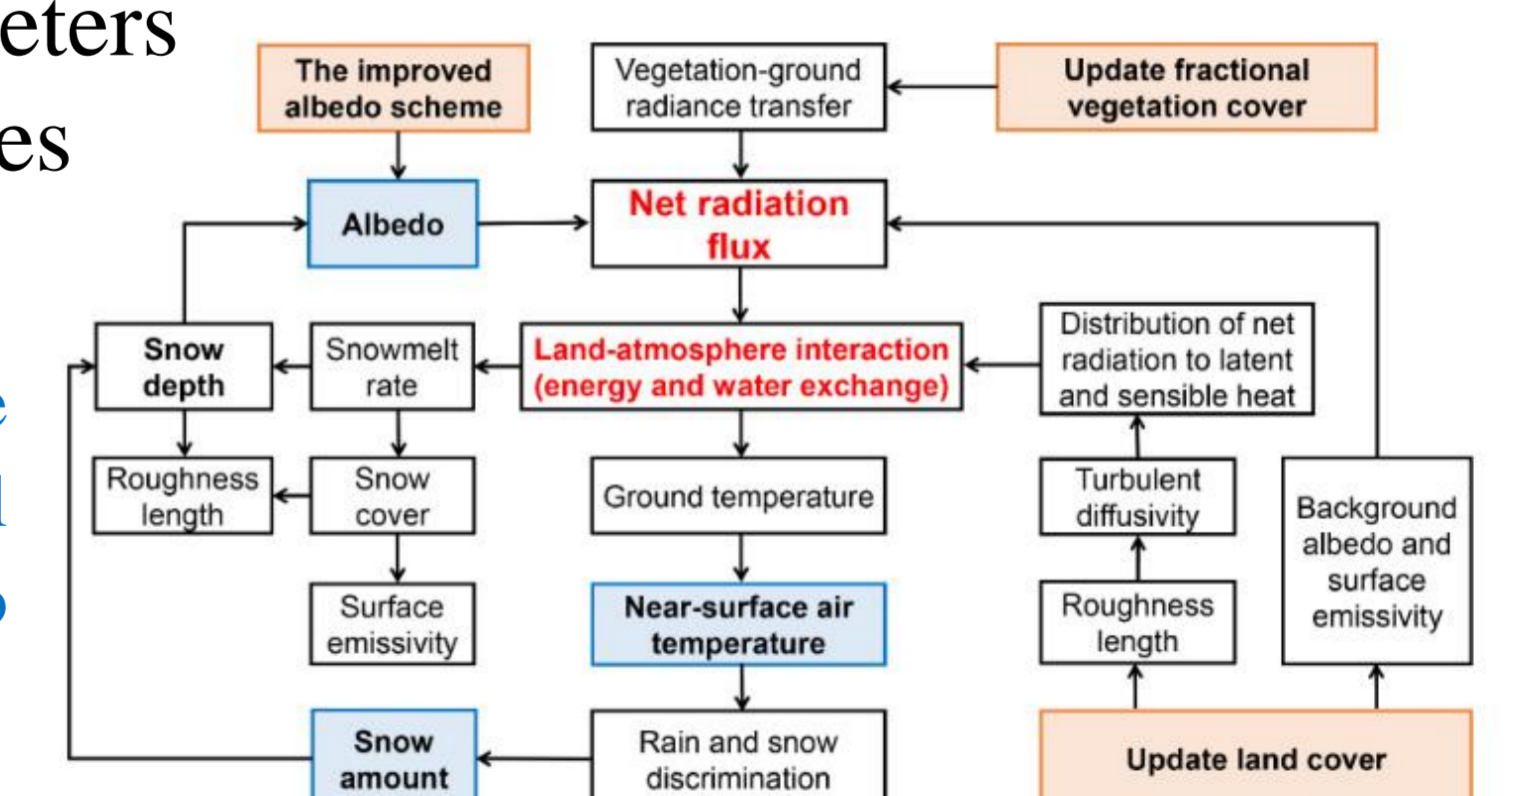 eters
es
e
The improved
albedo scheme
Vegetation-ground
radiance transfer
Update fractional
vegetation cover
Albedo
Net radiation
flux
Snow
depth
Snowmelt
rate
Land-atmosphere interaction
(energy and water exchange)
Distribution of net
radiation to latent
and sensible heat
Roughness
length
Snow
cover
Ground temperature
Turbulent
diffusivity
Background
albedo and
surface
emissivity
Surface
emissivity
Near-surface air
temperature
Roughness
length
Snow
amount
Rain and snow
discrimination
Update land cover